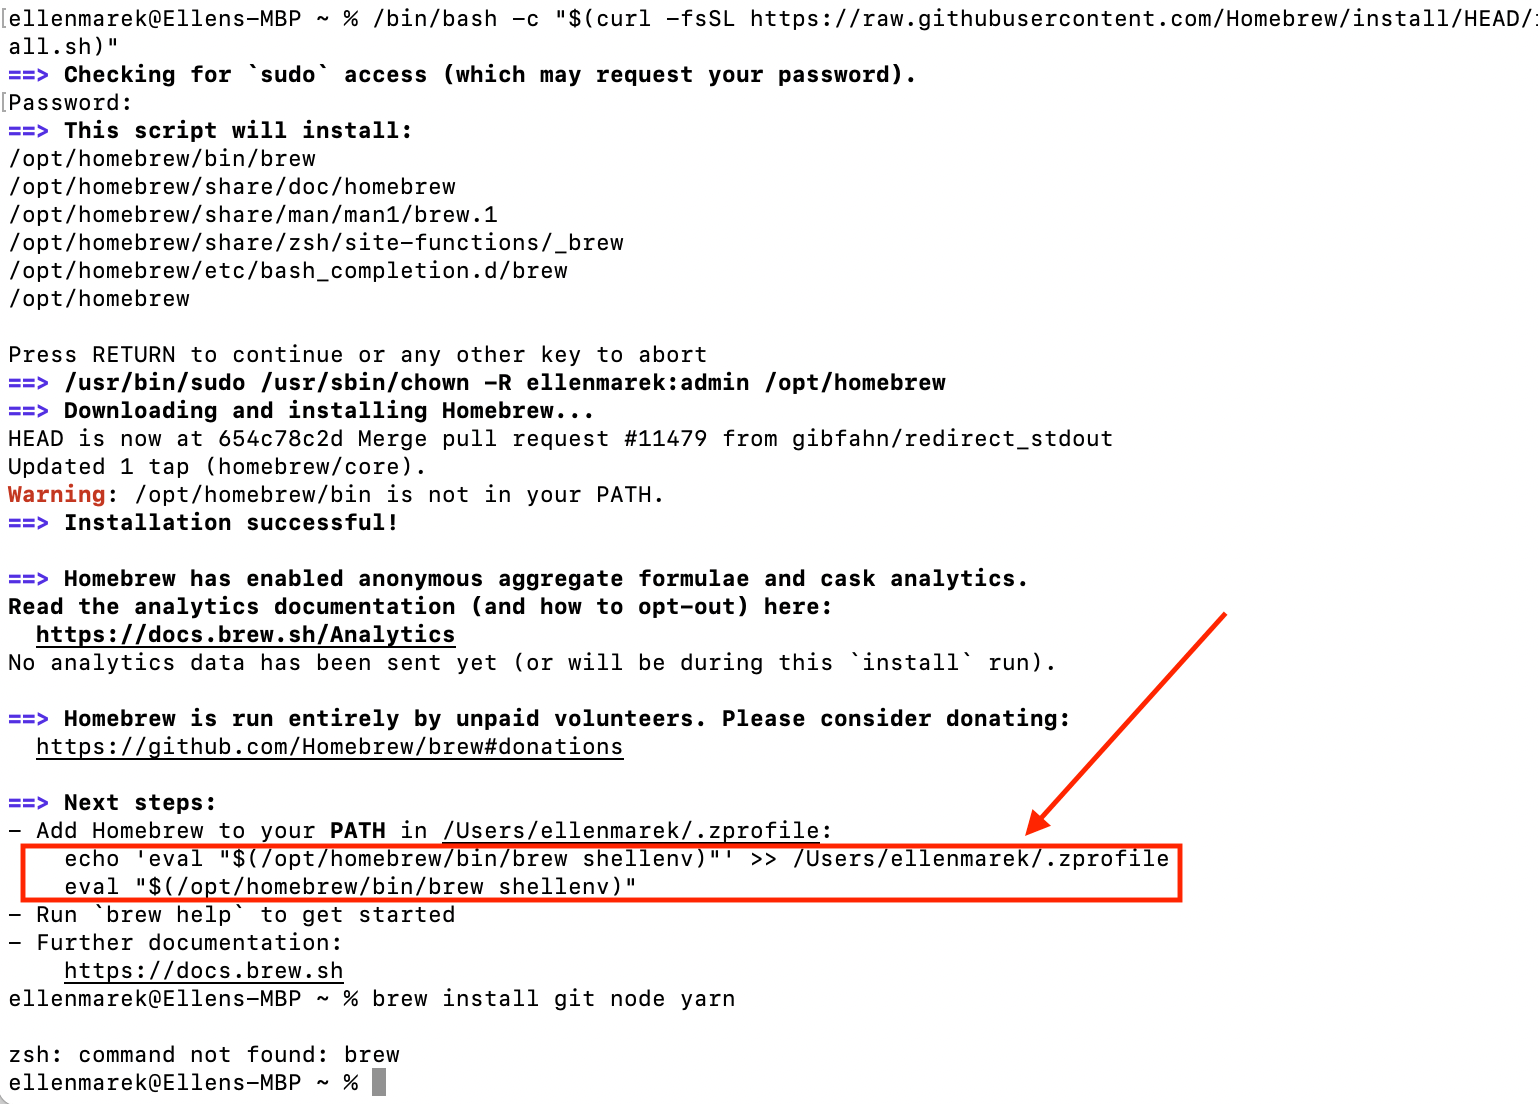 ellenmarek@Ellens-MBP ~ % /bin/bash -c "$(curl -fsSL https://raw.githubusercontent.com/Homebrew/install/HEAD/
all.sh)"
==> Checking for `sudo` access (which may request your password).
Password:
==> This script will install:
/opt/homebrew/bin/brew
/opt/homebrew/share/doc/homebrew
/opt/homebrew/share/man/man1/brew.1
/opt/homebrew/share/zsh/site-functions/_brew
/opt/homebrew/etc/bash_completion.d/brew
/opt/homebrew
Press RETURN to continue or any other key to abort
==> /usr/bin/sudo /usr/sbin/chown -R ellenmarek:admin /opt/homebrew
==> Downloading and installing Homebrew...
HEAD is now at 654c78c2d Merge pull request #11479 from gibfahn/redirect_stdout
Updated 1 tap (homebrew/core).
Warning: /opt/homebrew/bin is not in your PATH.
==> Installation successful!
==> Homebrew has enabled anonymous aggregate formulae and cask analytics.
Read the analytics documentation (and how to opt-out) here:
https://docs.brew.sh/Analytics
No analytics data has been sent yet (or will be during this `install` run).
==> Homebrew is run entirely by unpaid volunteers. Please consider donating:
https://github.com/Homebrew/brew#donations
==> Next steps:
- Add Homebrew to your PATH in /Users/ellenmarek/.zprofile:
echo 'eval "$(/opt/homebrew/bin/brew shellenv)"' >> /Users/ellenmarek/.zprofile
eval "$(/opt/homebrew/bin/brew shellenv)"
- Run `brew help` to get started
- Further documentation:
https://docs.brew.sh
ellenmarek@Ellens-MBP ~ % brew install git node yarn
zsh: command not found: brew
ellenmarek@Ellens-MBP ~ %